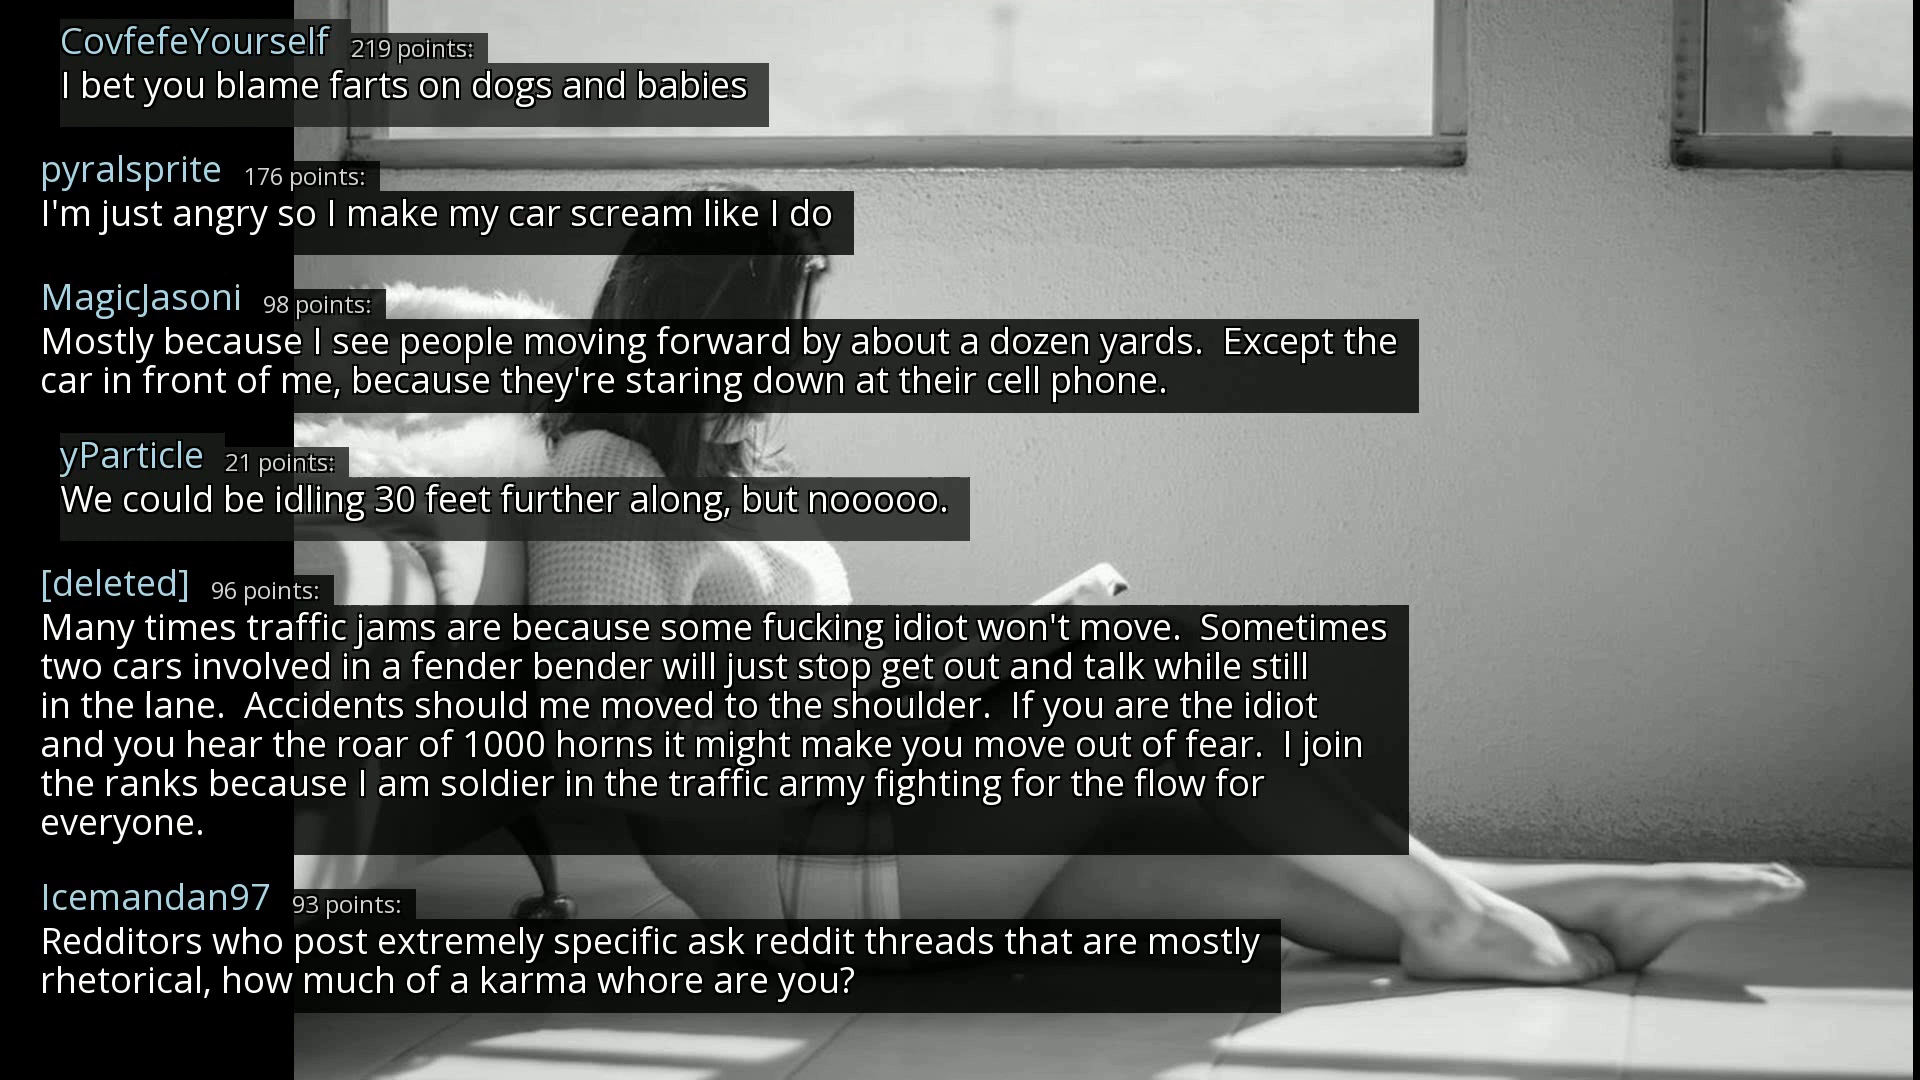 CovfefeYourself 219 points:
I bet you blame farts on dogs and babies
pyralsprite 176 points:
I'm just angry so I make my car scream like I do
MagicJasoni 98 points:
Mostly because I see people moving forward by about a dozen yards.  Except the
car in front of me, because they're staring down at their cell phone.
yParticle 21 points:
We could be idling 30 feet further along, but nooooo.
[deleted] 96 points:
Many times traffic jams are because some fucking idiot won't move.  Sometimes
two cars involved in a fender bender will just stop get out and talk while still
in the lane.  Accidents should me moved to the shoulder.  If you are the idiot
and you hear the roar of 1000 horns it might make you move out of fear.  I join
the ranks because I am soldier in the traffic army fighting for the flow for
everyone.
Icemandan97 93 points:
Redditors who post extremely specific ask reddit threads that are mostly
rhetorical, how much of a karma whore are you?